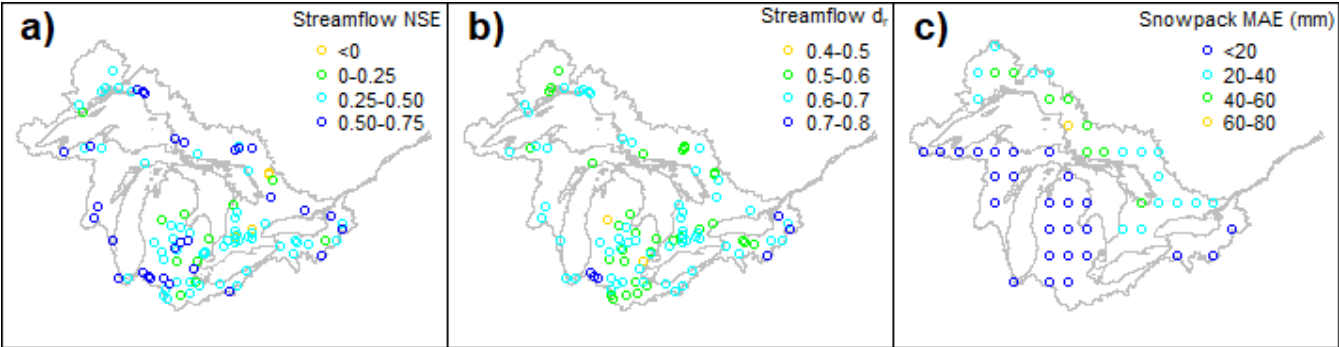 a)
Streamflow NSE
<0
0-0.25
0.25-0.50
0.50-0.75
b)
Streamflow dr
0.4-0.5
0.5-0.6
0.6-0.7
0.7-0.8
c)
Snowpack MAE (mm)
<20
20-40
40-60
60-80